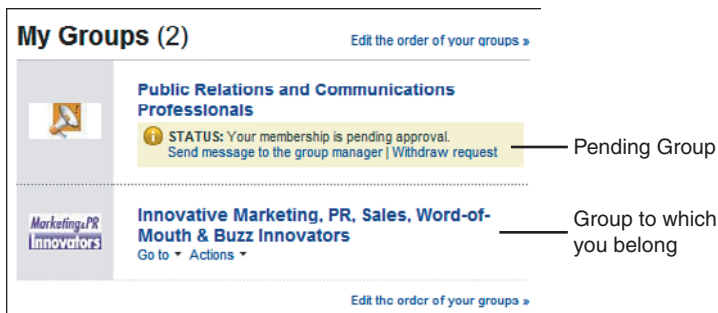 My Groups (2)
Edit the order of your groups »
Public Relations and Communications
Professionals
STATUS: Your membership is pending approval.
Send message to the group manager | Withdraw request
Pending Group
Marketing&PR
Innovators
Innovative Marketing, PR, Sales, Word-of-
Mouth & Buzz Innovators
Go to Actions
Group to which
you belong
Edit the order of your groups »